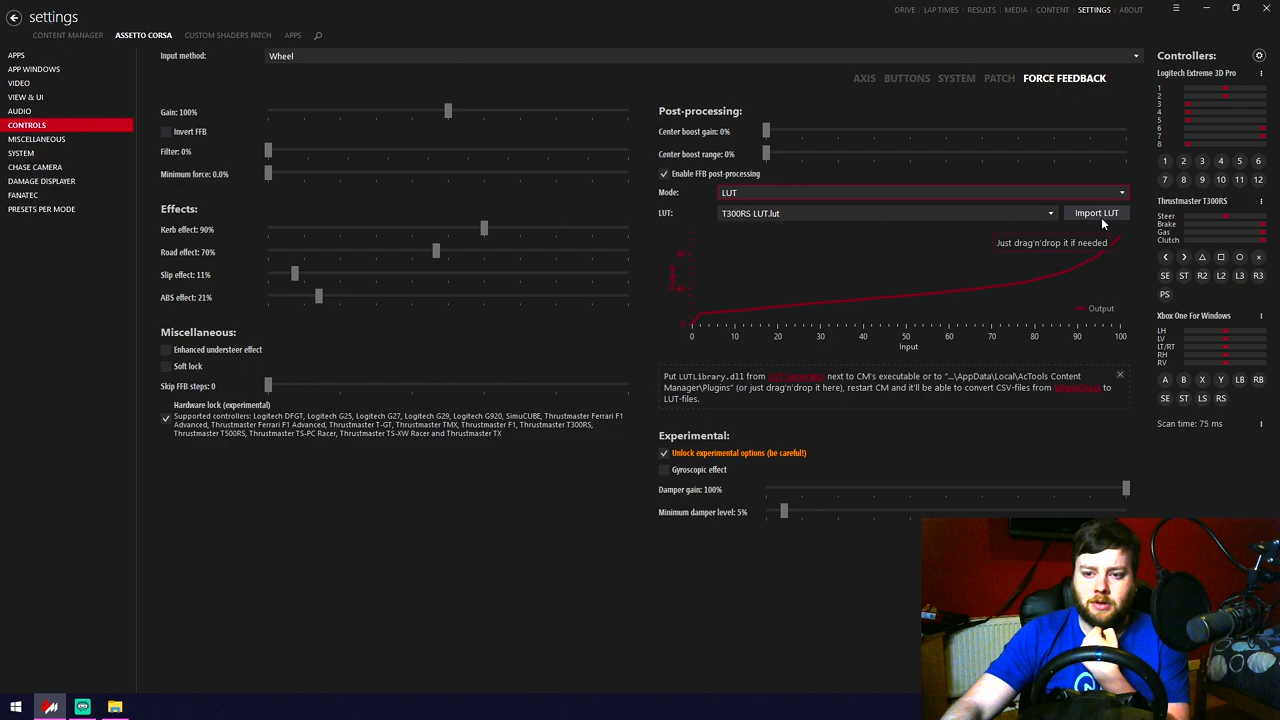 settings
DRIVE LAP TIMES RESULTS MEDIA CONTENT SETTINGS ABOUT
CONTENT MANAGER ASSETTO CORSA CUSTOM SHADERS PATCH APPS
APPS
APP WINDOWS
VIDEO
VIEW & UI
AUDIO
CONTROLS
MISCELLANEOUS
SYSTEM
CHASE CAMERA
DAMAGE DISPLAYER
FANATEC
PRESETS PER MODE
Input method: Wheel
AXIS BUTTONS SYSTEM PATCH FORCE FEEDBACK
Gain: 100%
Invert FFB
Filter: 0%
Minimum force: 0.0%
Effects:
Kerb effect: 90%
Road effect: 70%
Slip effect: 11%
ABS effect: 21%
Miscellaneous:
Enhanced understeer effect
Soft lock
Skip FFB steps: 0
Hardware lock (experimental)
Supported controllers: Logitech DFGT, Logitech G25, Logitech G27, Logitech G29, Logitech G920, SimuCUBE, Thrustmaster Ferrari F1
Advanced, Thrustmaster Ferrari F1 Advanced, Thrustmaster T-GT, Thrustmaster TMX, Thrustmaster F1, Thrustmaster T300RS,
Thrustmaster T500RS, Thrustmaster TS-PC Racer, Thrustmaster TS-XW Racer and Thrustmaster TX
Post-processing:
Center boost gain: 0%
Center boost range: 0%
Enable FFB post-processing
Mode: LUT
LUT: T300RS LUT.lut Import LUT
Just drag'n'drop it if needed
Output
80
40
0
Output
0 10 20 30 40 50 60 70 80 90 100
Input
Put LUTLibrary.dll from LUT Generator next to CM's executable or to "…\AppData\Local\AcTools Content
Manager\Plugins" (or just drag'n'drop it here), restart CM and it'll be able to convert CSV-files from WheelCheck to
LUT-files.
Experimental:
Unlock experimental options (be careful!)
Gyroscopic effect
Damper gain: 100%
Minimum damper level: 5%
Controllers:
Logitech Extreme 3D Pro
1
2
3
4
5
6
7
8
1 2 3 4 5 6
7 8 9 10 11 12
Thrustmaster T300RS
Steer
Brake
Gas
Clutch
SE ST R2 L2 L3 R3
PS
Xbox One For Windows
LH
LV
LT/RT
RH
RV
A B X Y LB RB
SE ST LS RS
Scan time: 75 ms